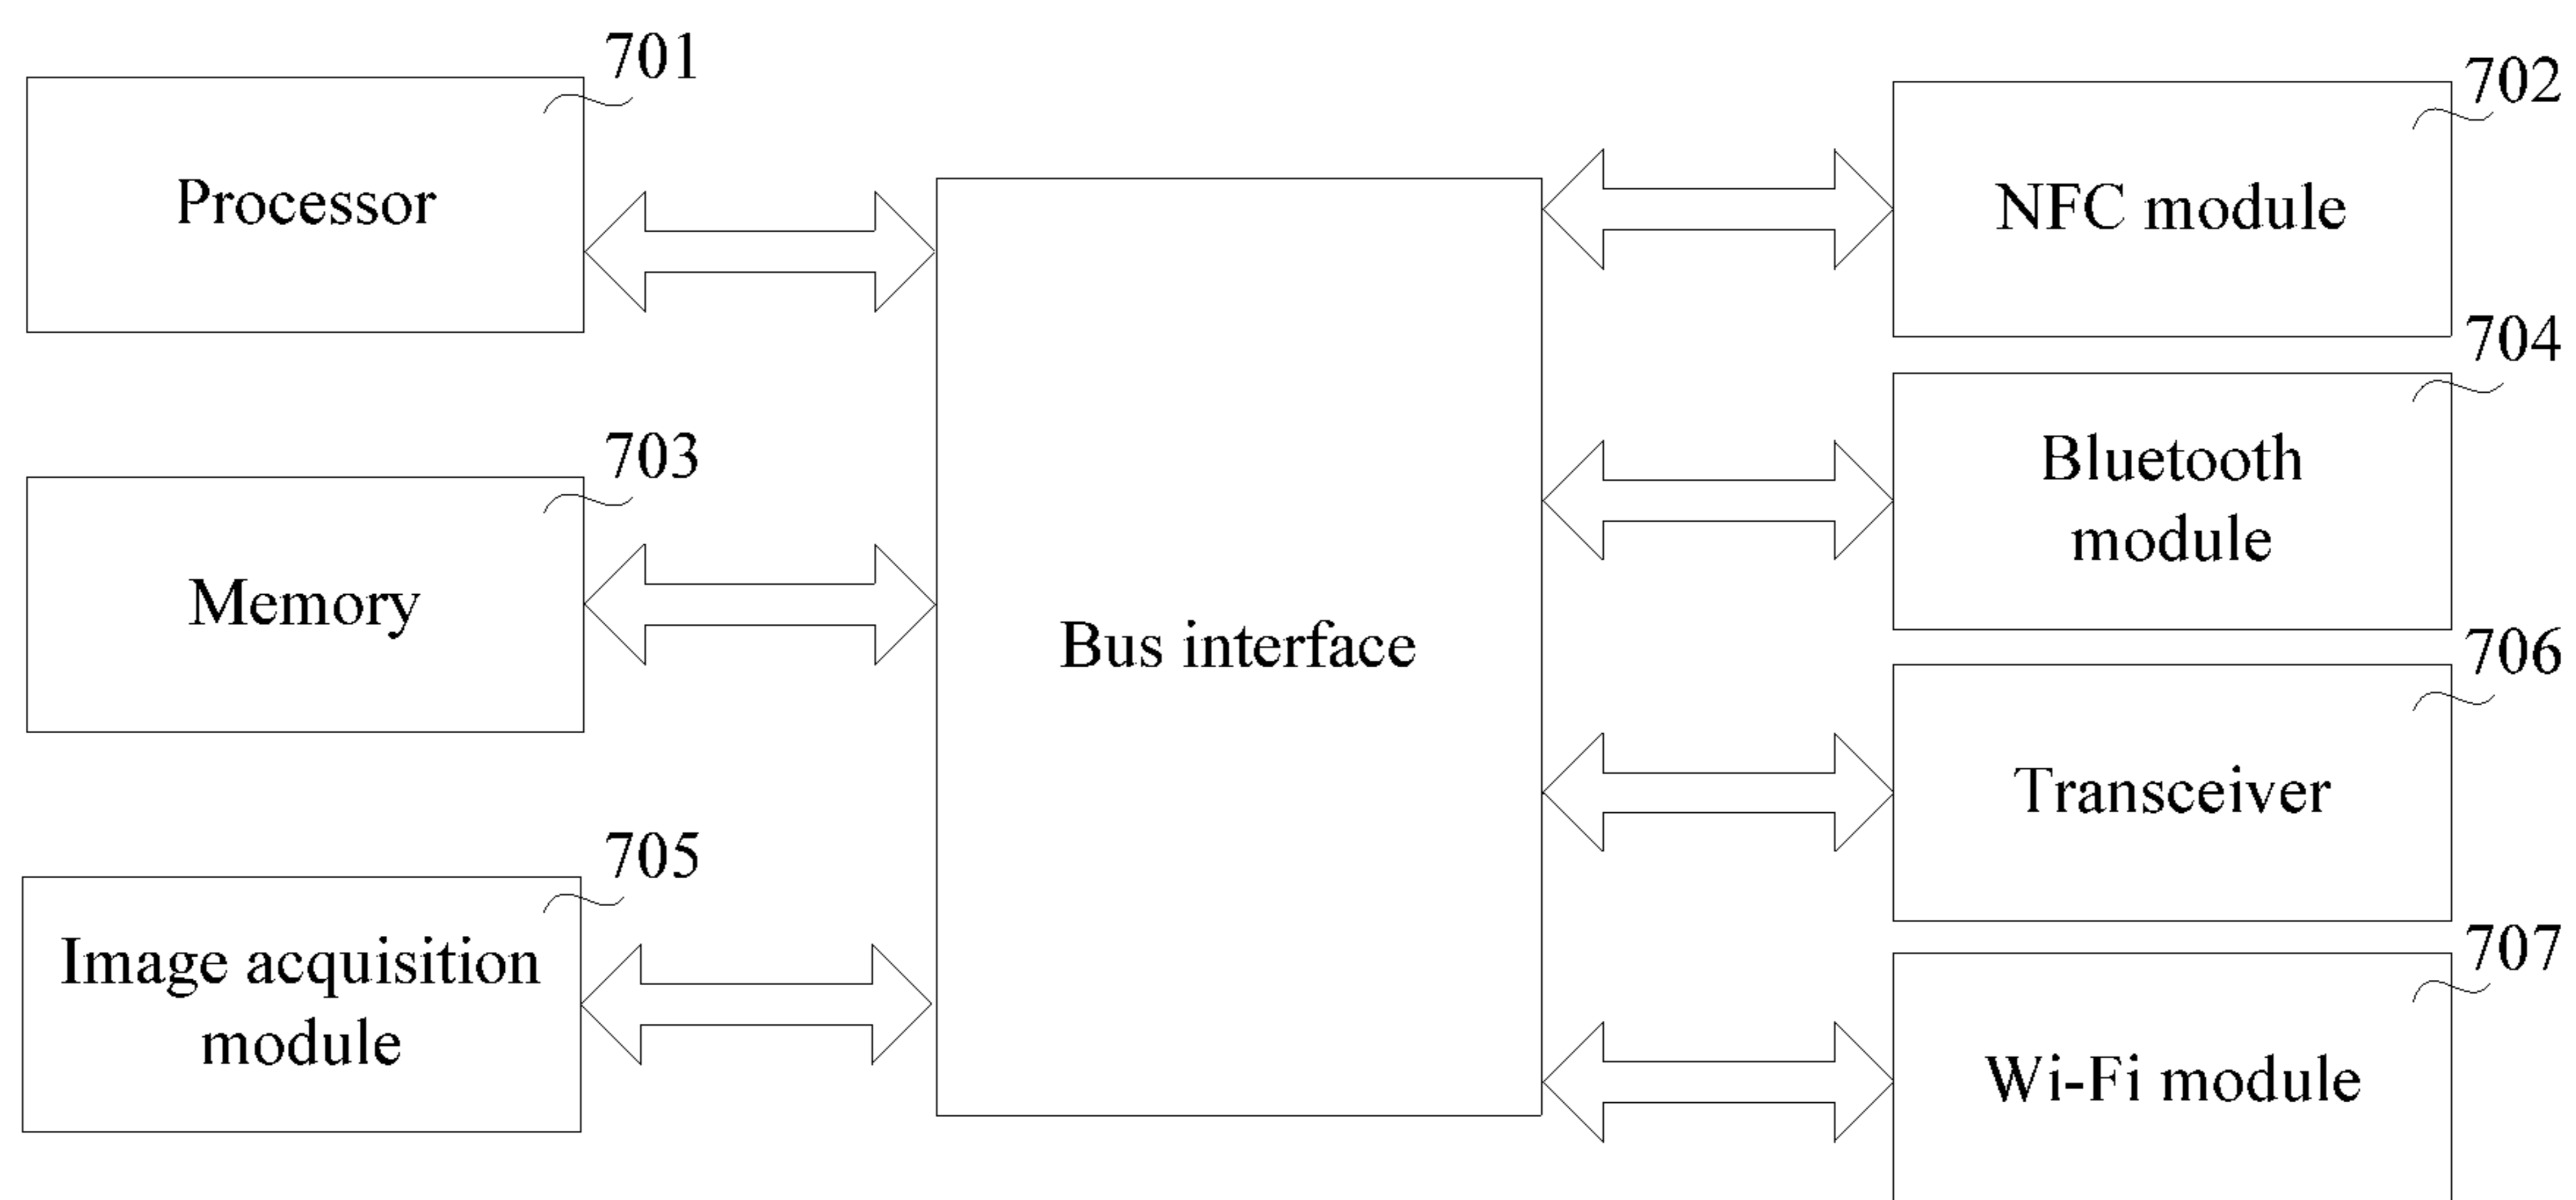 701
Processor
703
Memory
705
Image acquisition
module
Bus interface
702
NFC module
704
Bluetooth
module
706
Transceiver
707
Wi-Fi module